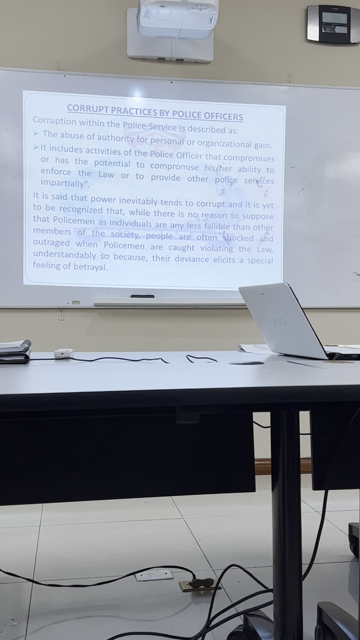 CORRUPT PRACTICES BY POLICE OFFICERS
Corruption within the Police Service is described as:
➢ The abuse of authority for personal or organizational gain.
➢ It includes activities of the Police Officer that compromises
or has the potential to compromise his/her ability to
enforce the Law or to provide other police services
impartially".
It is said that power inevitably tends to corrupt and it is yet
to be recognized that, while there is no reason to suppose
that Policemen as individuals are any less fallible than other
members of the society, people are often shocked and
outraged when Policemen are caught violating the Law,
understandably so because, their deviance elicits a special
feeling of betrayal.